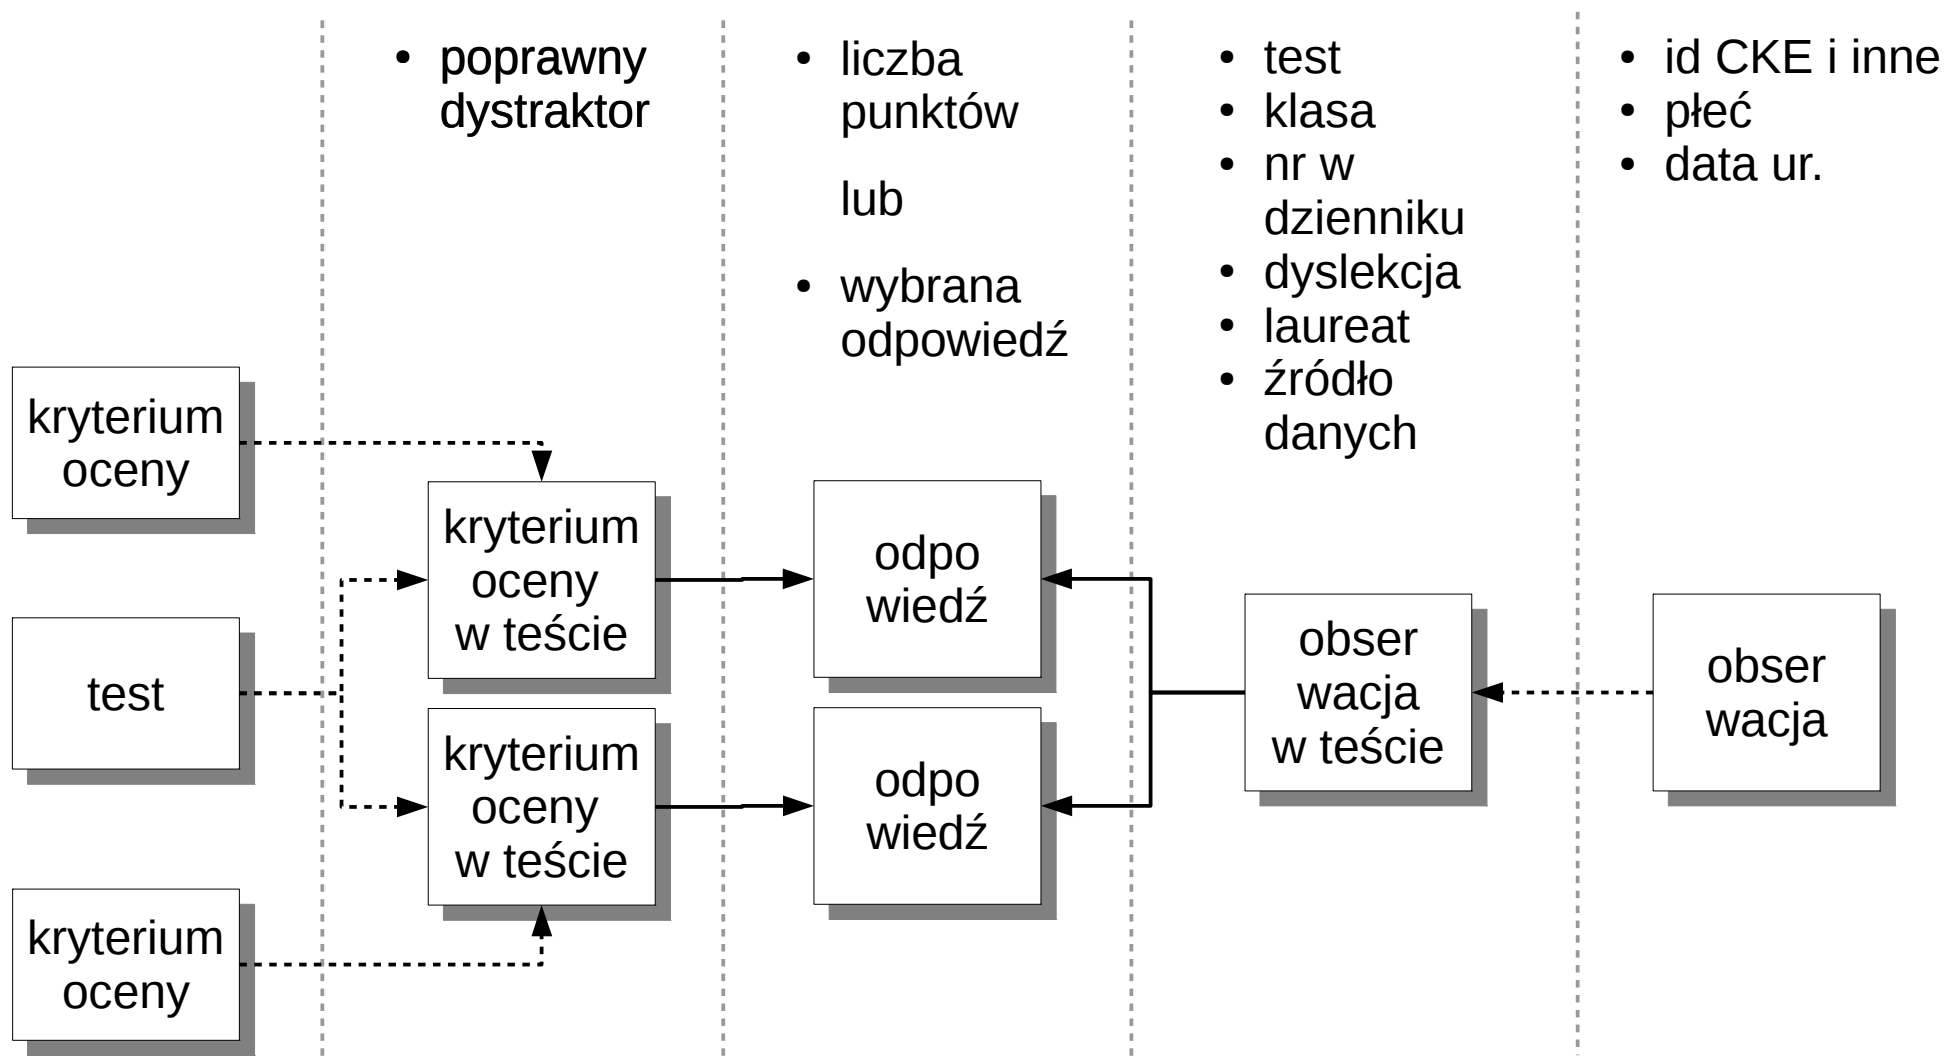 poprawny
dystraktor
liczba
punktów
lub
wybrana
odpowiedź
test
klasa
nr w
dzienniku
dyslekcja
laureat
źródło
danych
id CKE i inne
płeć
data ur.
kryterium
oceny
test
kryterium
oceny
kryterium
oceny
w teście
kryterium
oceny
w teście
odpo
wiedź
odpo
wiedź
obser
wacja
w teście
obser
wacja